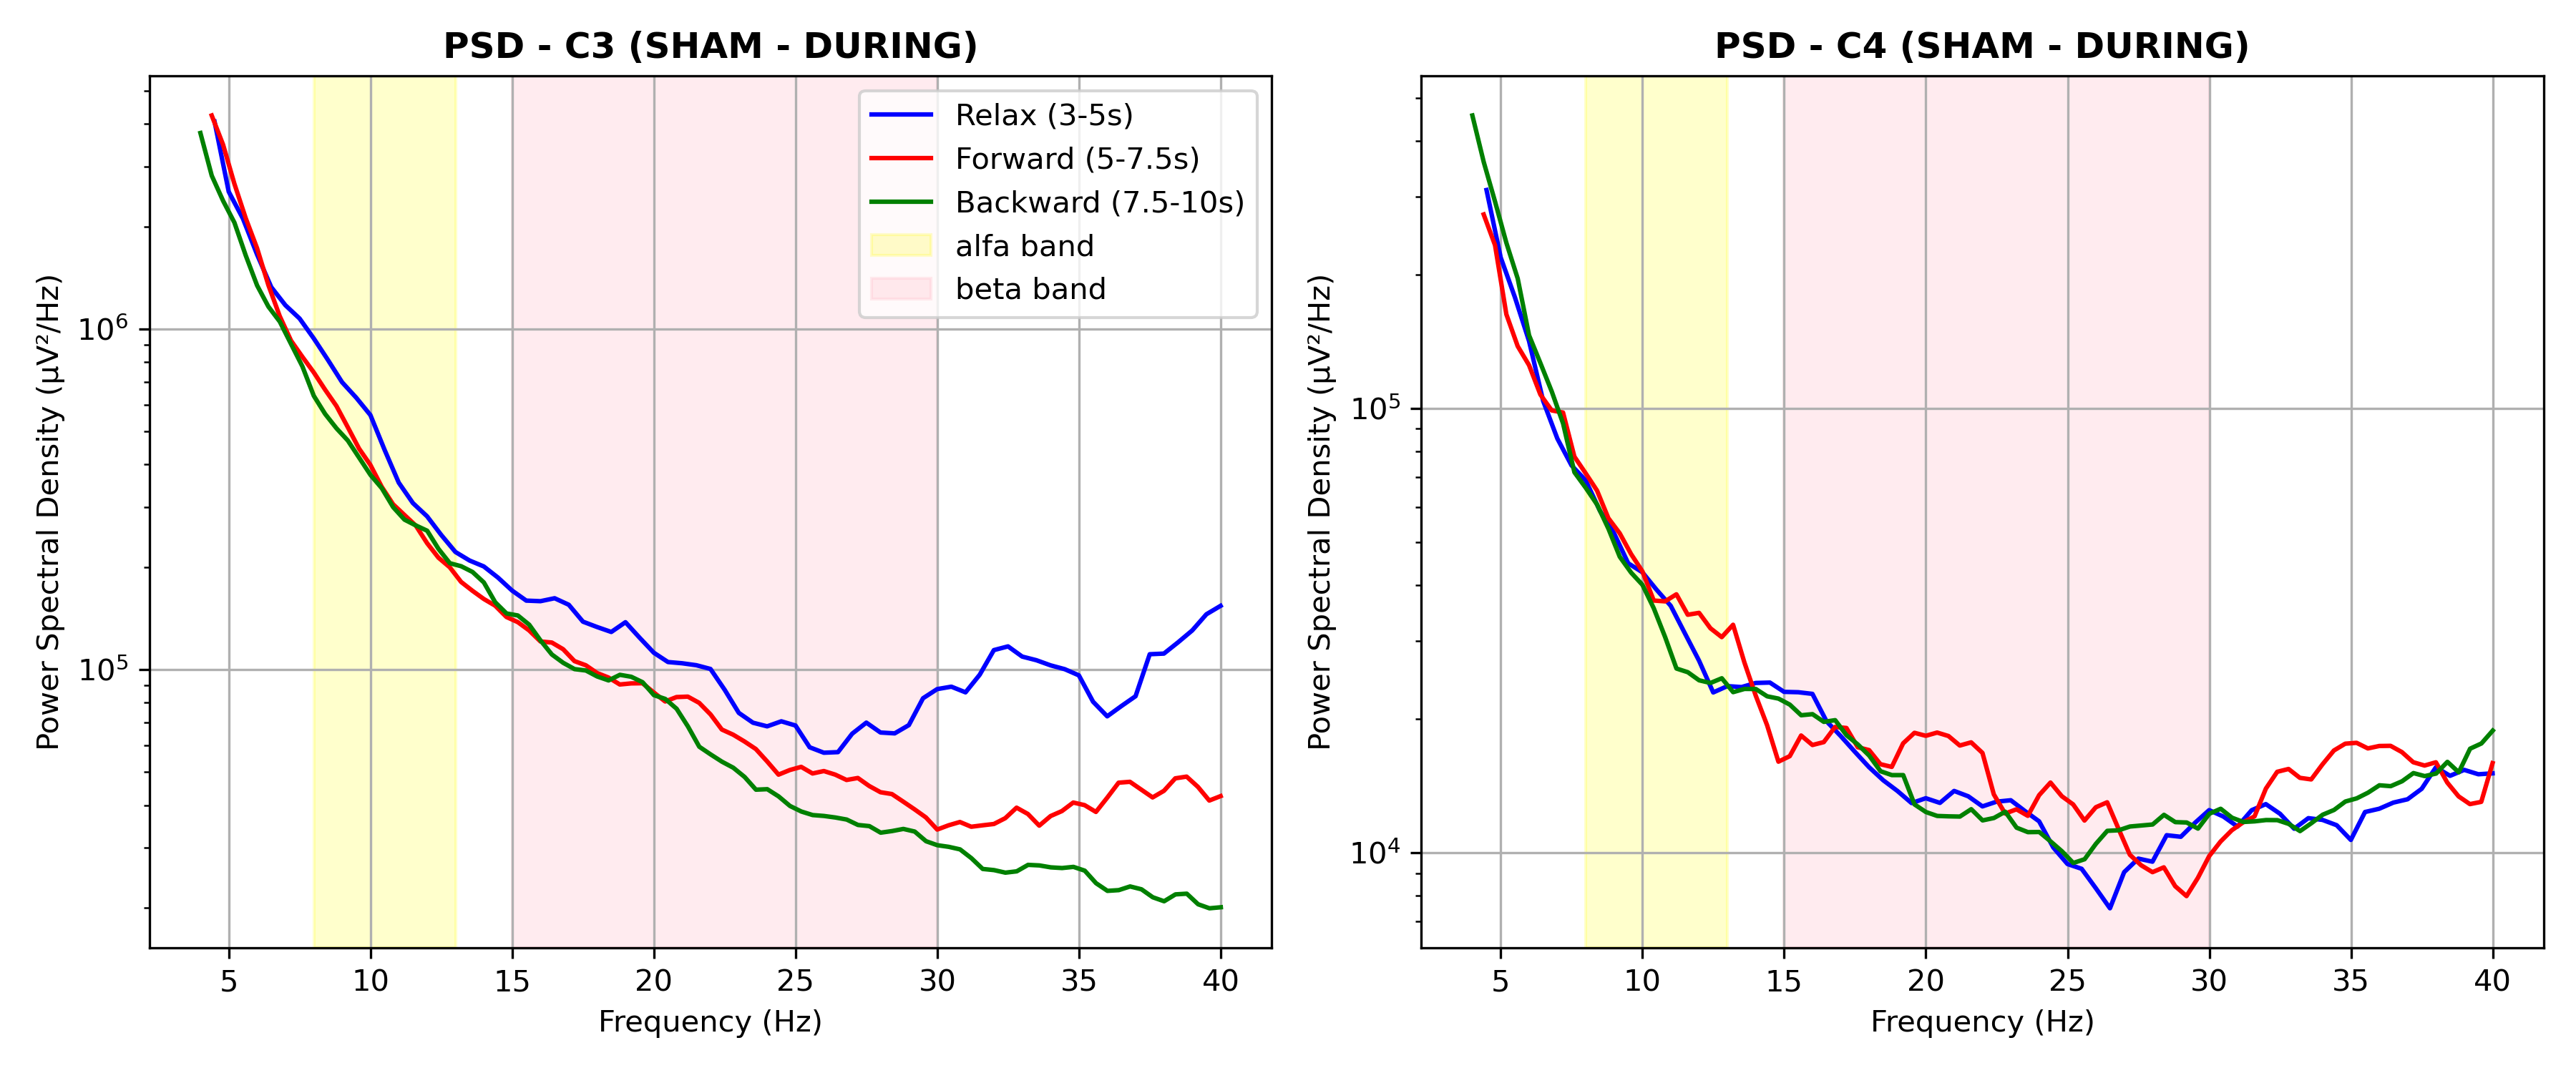 PSD - C3 (SHAM - DURING)
Power Spectral Density (µV²/Hz)
10⁶
10⁵
Relax (3-5s)
Forward (5-7.5s)
Backward (7.5-10s)
alfa band
beta band
5 10 15 20 25 30 35 40
Frequency (Hz)
PSD - C4 (SHAM - DURING)
Power Spectral Density (µV²/Hz)
10⁵
10⁴
5 10 15 20 25 30 35 40
Frequency (Hz)